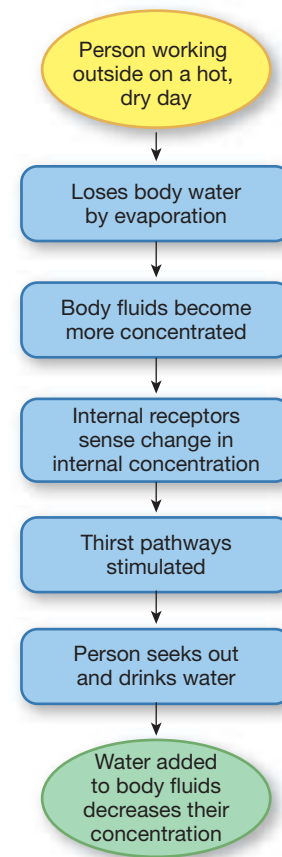 Person working
outside on a hot,
dry day
Loses body water
by evaporation
Body fluids become
more concentrated
Internal receptors
sense change in
internal concentration
Thirst pathways
stimulated
Person seeks out
and drinks water
Water added
to body fluids
decreases their
concentration